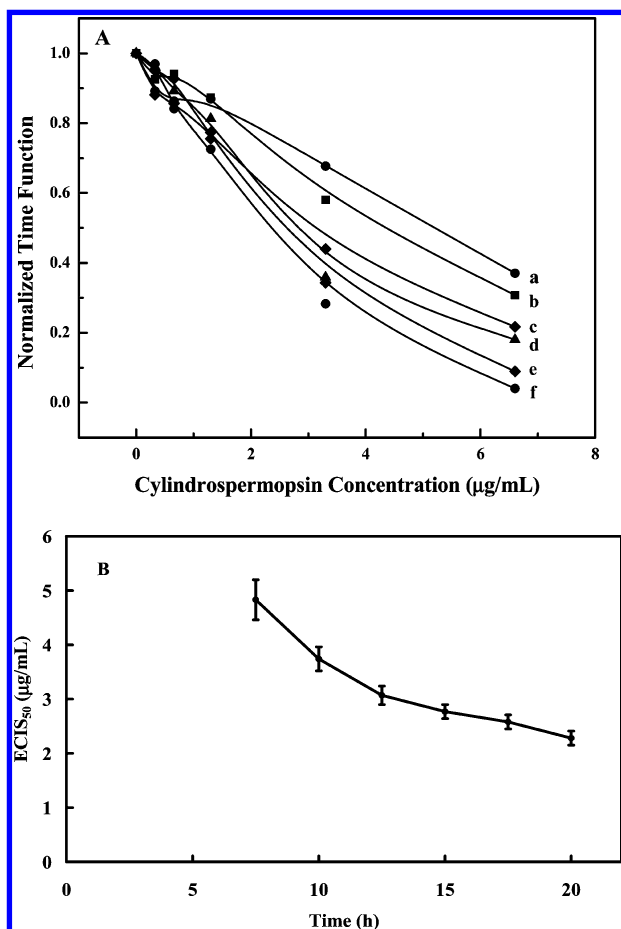 A
1.0
0.8
0.6
0.4
0.2
0.0
Normalized Time Function
a
b
c
d
e
f
0 2 4 6 8
Cylindrospermopsin Concentration (µg/mL)
B
6
5
4
3
2
1
0
ECIS50 (µg/mL)
0 5 10 15 20
Time (h)